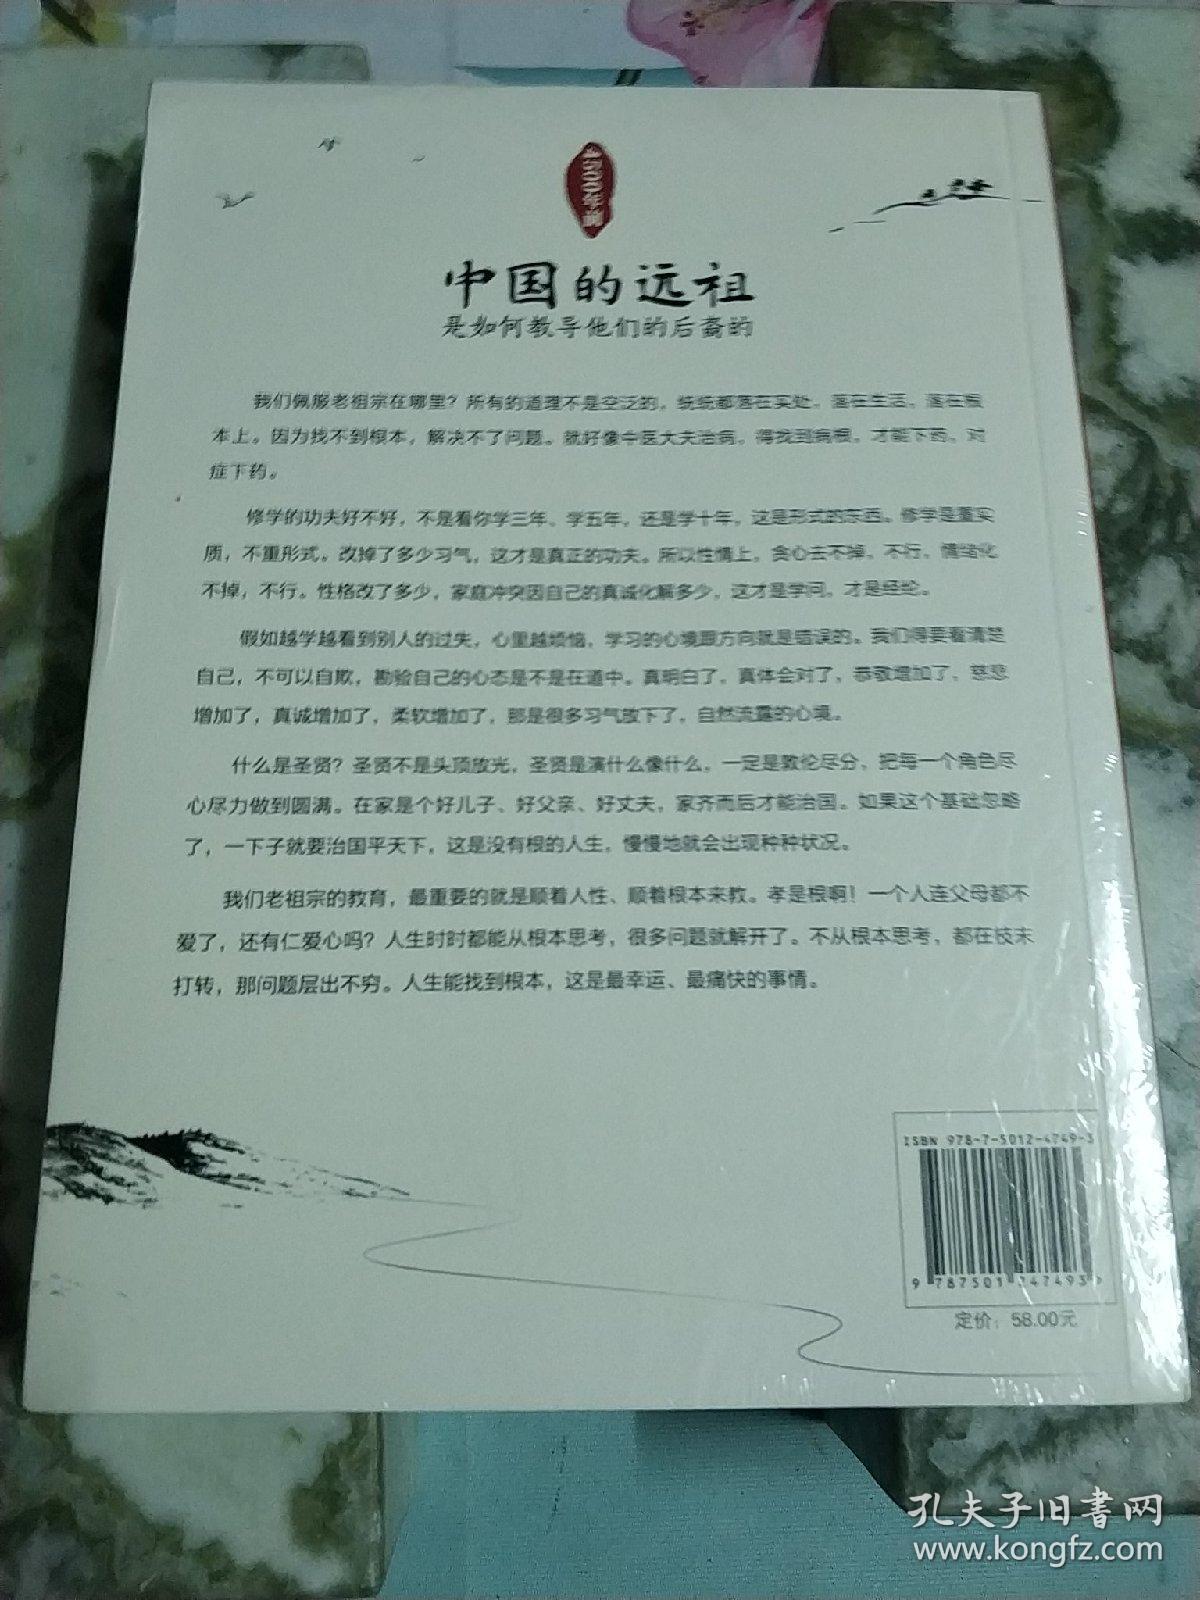 4500年前
中国的远祖
是如何教导他们的后裔的
我们佩服老祖宗在哪里？所有的道理不是空泛的，统统都落在实处，落在生活，落在根
本上。因为找不到根本，解决不了问题。就好像中医大夫治病，得找到病根，才能下药，对
症下药。
修学的功夫好不好，不是看你学三年、学五年，还是学十年，这是形式的东西。修学是重实
质，不重形式。改掉了多少习气，这才是真正的功夫。所以性情上，贪心去不掉，不行，情绪化
不掉，不行。性格改了多少，家庭冲突因自己的真诚化解多少，这才是学问，才是经纶。
假如越学越看到别人的过失，心里越烦恼，学习的心境跟方向就是错误的。我们得要看清楚
自己，不可以自欺，勘验自己的心态是不是在道中。真明白了，真体会对了，恭敬增加了，慈悲
增加了，真诚增加了，柔软增加了，那是很多习气放下了，自然流露的心境。
什么是圣贤？圣贤不是头顶放光，圣贤是演什么像什么，一定是敦伦尽分，把每一个角色尽
心尽力做到圆满。在家是个好儿子、好父亲、好丈夫，家齐而后才能治国。如果这个基础忽略
了，一下子就要治国平天下，这是没有根的人生，慢慢地就会出现种种状况。
我们老祖宗的教育，最重要的就是顺着人性、顺着根本来教。孝是根啊！一个人连父母都不
爱了，还有仁爱心吗？人生时时都能从根本思考，很多问题就解开了。不从根本思考，都在枝末
打转，那问题层出不穷。人生能找到根本，这是最幸运、最痛快的事情。
ISBN 978-7-5012-4749-3
9 787501 247493
定价：58.00元
孔夫子旧书网
www.kongfz.com